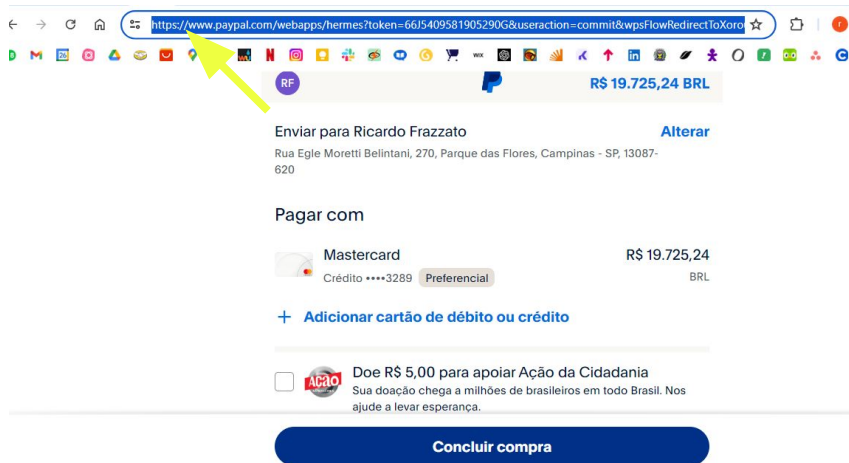 https://www.paypal.com/webapps/hermes?token=66J5409581905290G&useraction=commit&wpsFlowRedirectToXoro
RF
R$ 19.725,24 BRL
Enviar para Ricardo Frazzato
Alterar
Rua Egle Moretti Belintani, 270, Parque das Flores, Campinas - SP, 13087-
620
Pagar com
Mastercard
R$ 19.725,24
Crédito ••••3289 Preferencial
BRL
+ Adicionar cartão de débito ou crédito
AÇÃO
Doe R$ 5,00 para apoiar Ação da Cidadania
Sua doação chega a milhões de brasileiros em todo Brasil. Nos
ajude a levar esperança.
Concluir compra